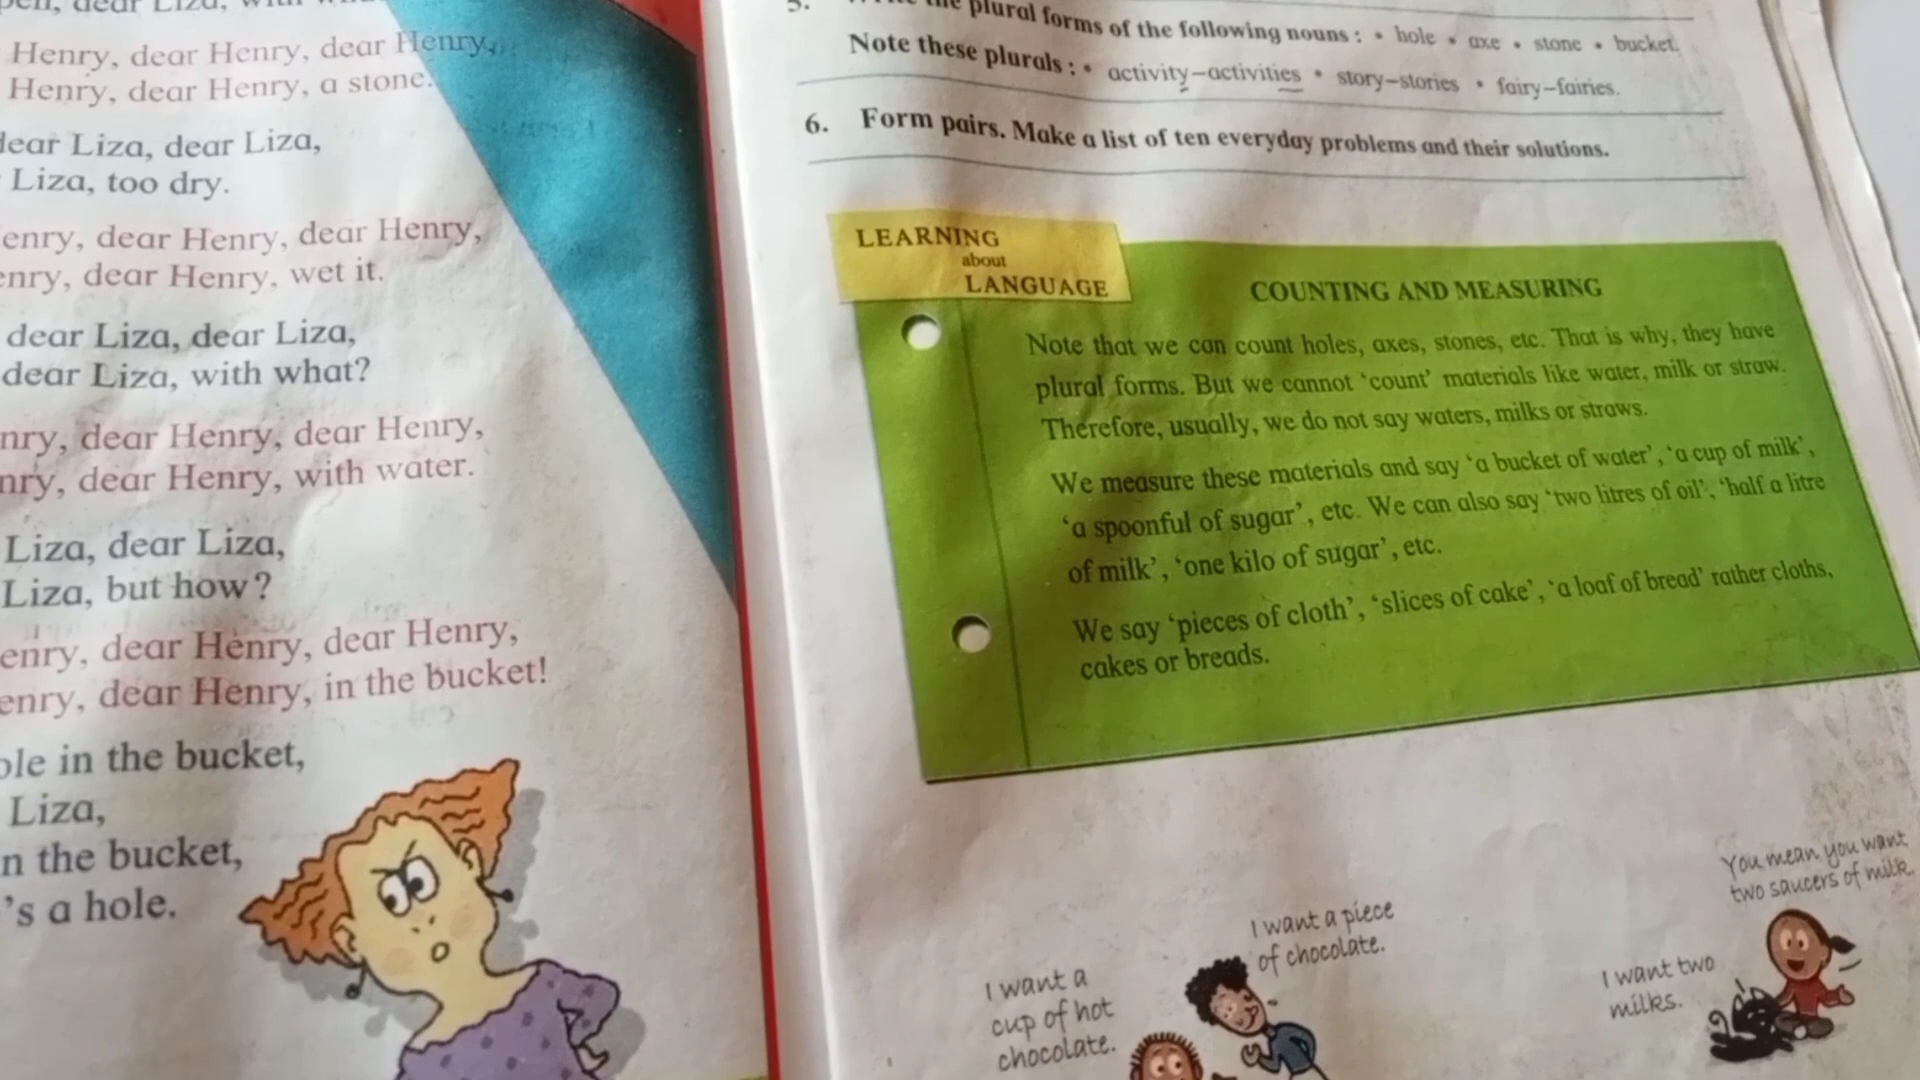 Henry, dear Henry, dear Henry,
Henry, dear Henry, a stone.
dear Liza, dear Liza,
Liza, too dry.
enry, dear Henry, dear Henry,
enry, dear Henry, wet it.
dear Liza, dear Liza,
dear Liza, with what?
nry, dear Henry, dear Henry,
nry, dear Henry, with water.
Liza, dear Liza,
Liza, but how?
enry, dear Henry, dear Henry,
enry, dear Henry, in the bucket!
ole in the bucket,
Liza,
n the bucket,
's a hole.
the plural forms of the following nouns : • hole • axe • stone • bucket.
Note these plurals : • activity–activities • story–stories • fairy–fairies.
6. Form pairs. Make a list of ten everyday problems and their solutions.
LEARNING
about
LANGUAGE
COUNTING AND MEASURING
Note that we can count holes, axes, stones, etc. That is why, they have
plural forms. But we cannot 'count' materials like water, milk or straw.
Therefore, usually, we do not say waters, milks or straws.
We measure these materials and say 'a bucket of water', 'a cup of milk',
'a spoonful of sugar', etc. We can also say 'two litres of oil', 'half a litre
of milk', 'one kilo of sugar', etc.
We say 'pieces of cloth', 'slices of cake', 'a loaf of bread' rather cloths,
cakes or breads.
I want a
cup of hot
chocolate.
I want a piece
of chocolate.
I want two
milks.
You mean you want
two saucers of milk.